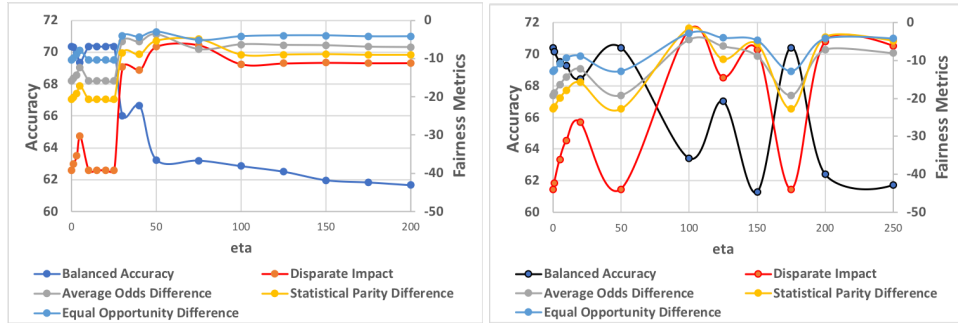 72
70
68
66
64
62
60
Accuracy
0
-10
-20
-30
-40
-50
Fairness Metrics
0
50
100
150
200
eta
Balanced Accuracy
Disparate Impact
Average Odds Difference
Statistical Parity Difference
Equal Opportunity Difference
72
70
68
66
64
62
60
Accuracy
0
-10
-20
-30
-40
-50
Fairness Metrics
0
50
100
150
200
250
eta
Balanced Accuracy
Disparate Impact
Average Odds Difference
Statistical Parity Difference
Equal Opportunity Difference